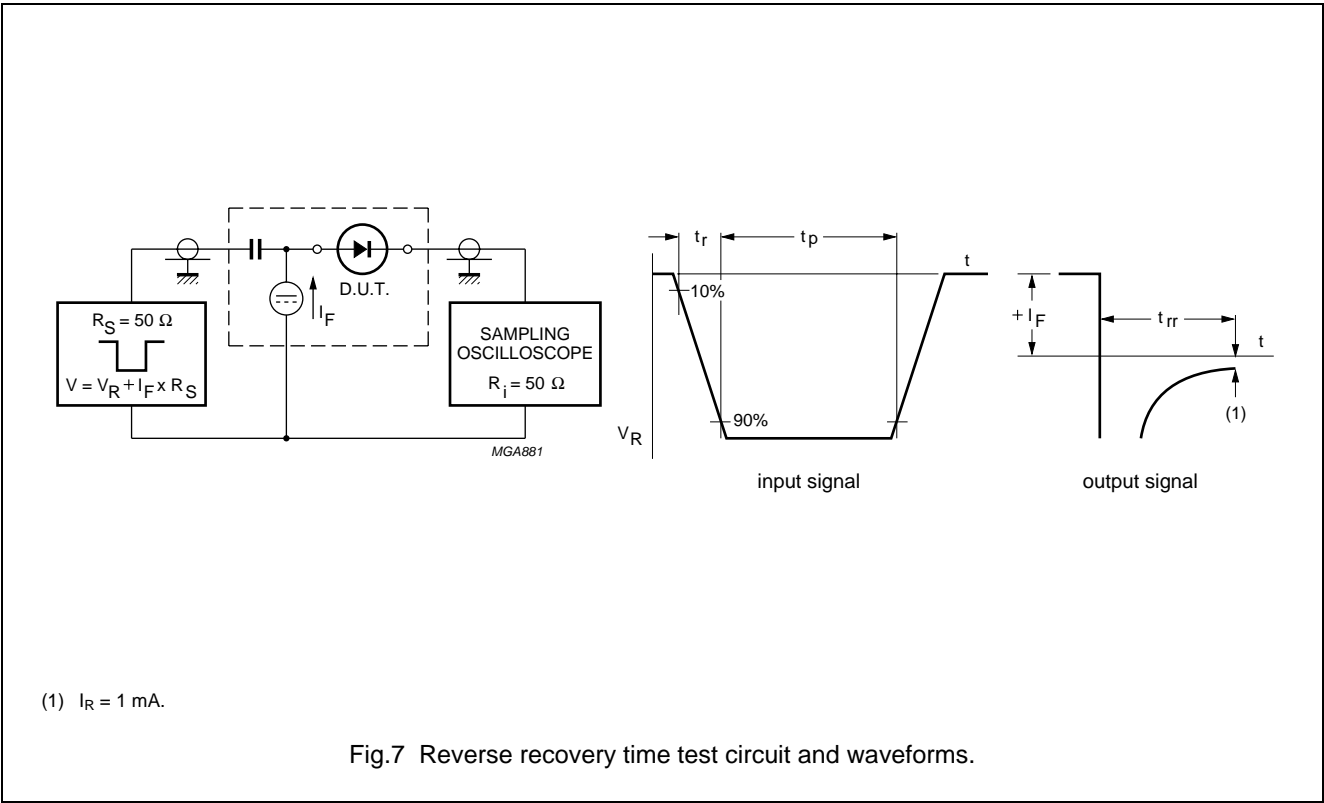 R_S = 50 Ω
V = V_R + I_F x R_S
I_F
D.U.T.
SAMPLING
OSCILLOSCOPE
R_i = 50 Ω
MGA881
t_r
t_p
t
10%
90%
V_R
input signal
+ I_F
t_rr
t
(1)
output signal
(1) I_R = 1 mA.
Fig.7 Reverse recovery time test circuit and waveforms.